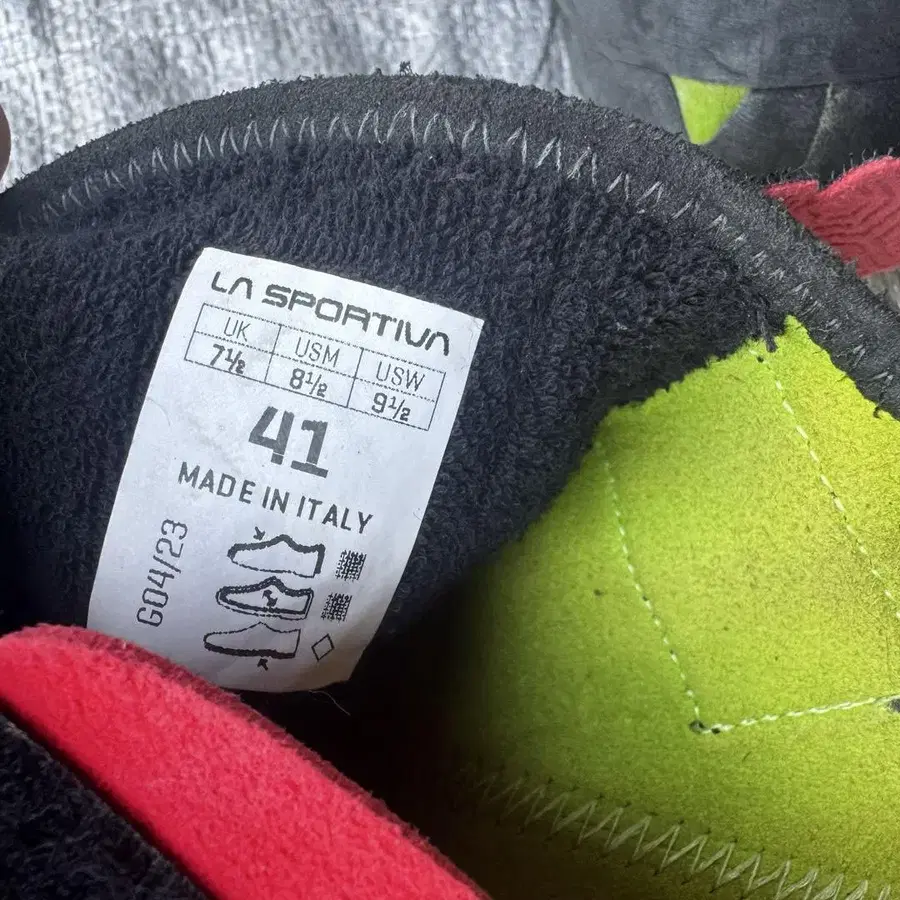 LA SPORTIVA
UK USM USW
7½ 8½ 9½
41
MADE IN ITALY
G04/23